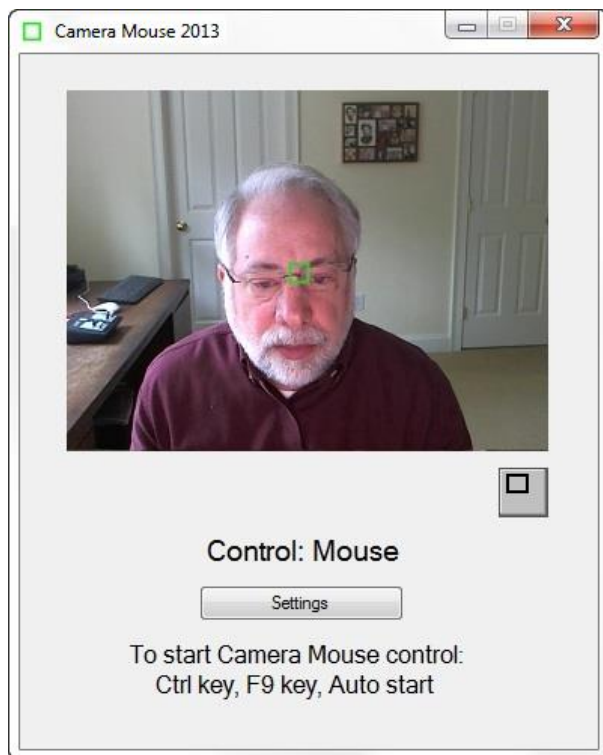 Camera Mouse 2013
Control: Mouse
Settings
To start Camera Mouse control:
Ctrl key, F9 key, Auto start